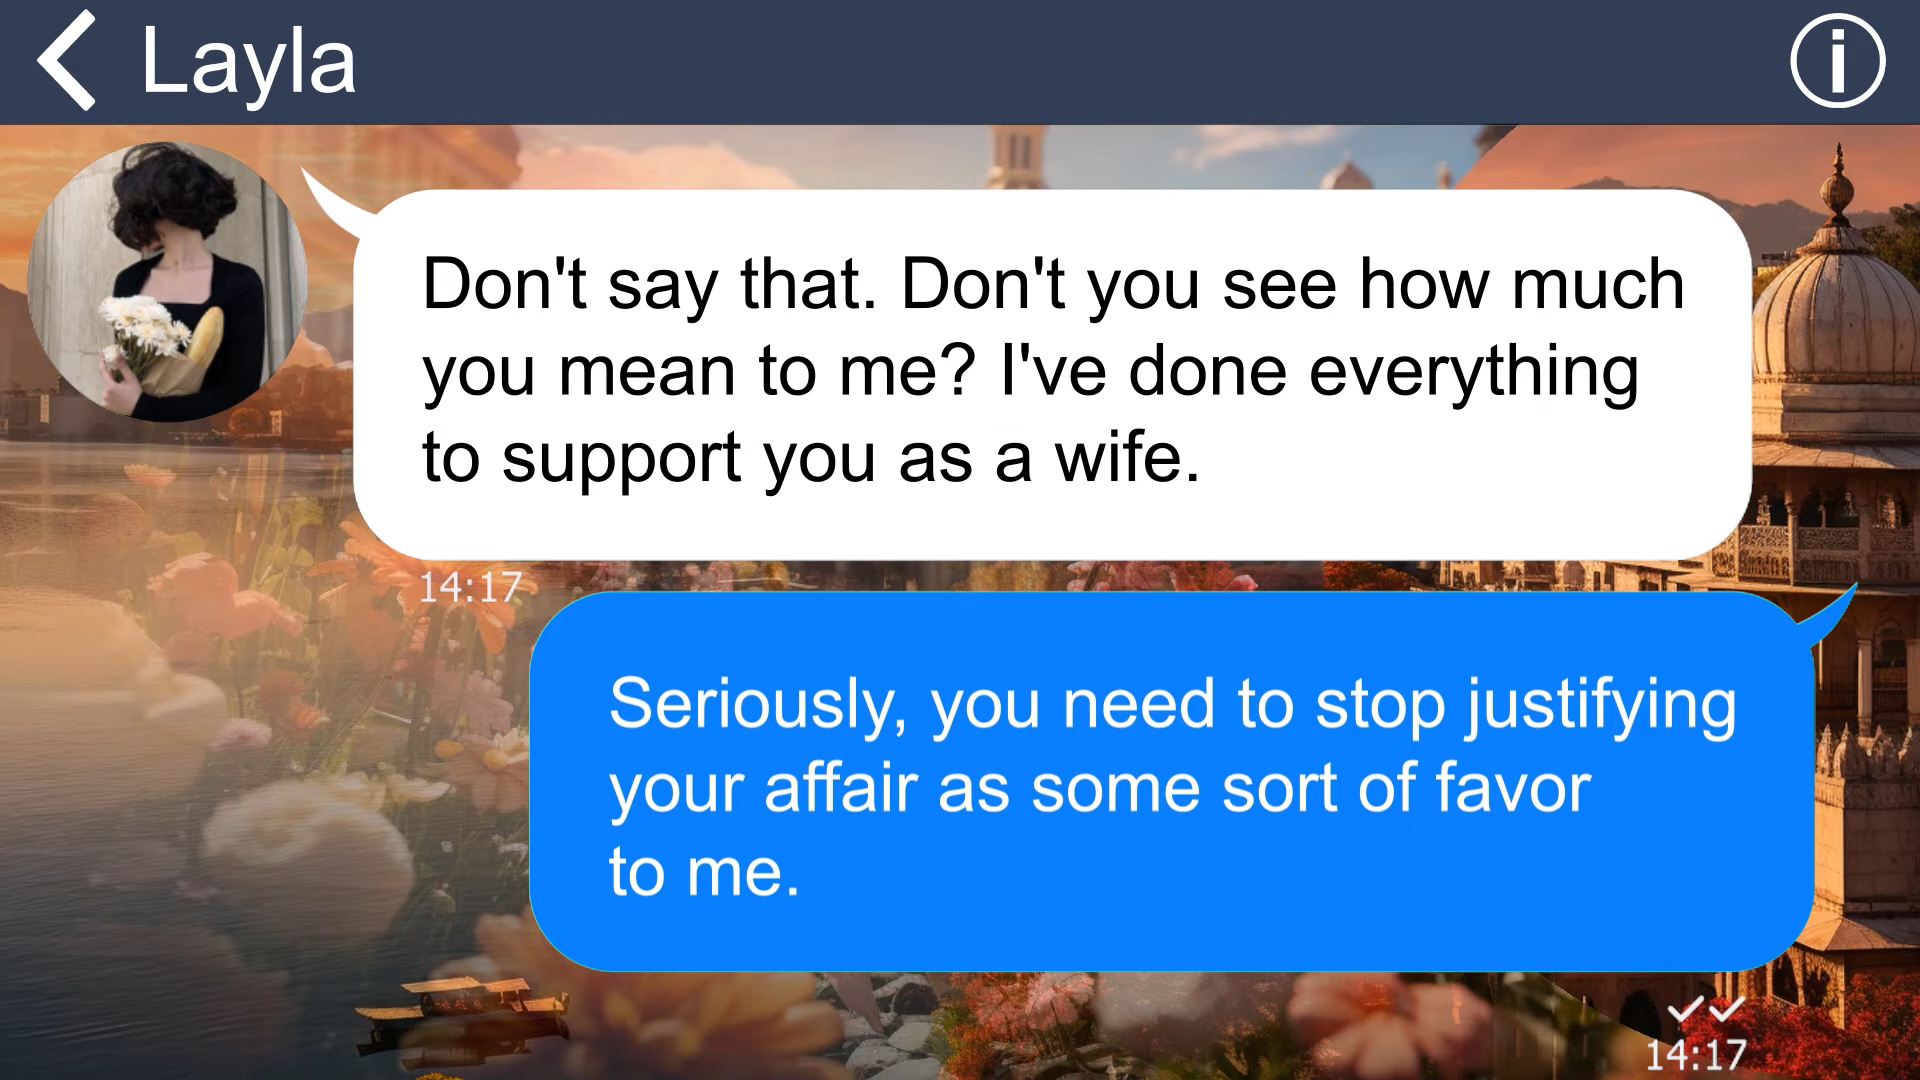 Layla
Don't say that. Don't you see how much
you mean to me? I've done everything
to support you as a wife.
14:17
Seriously, you need to stop justifying
your affair as some sort of favor
to me.
14:17